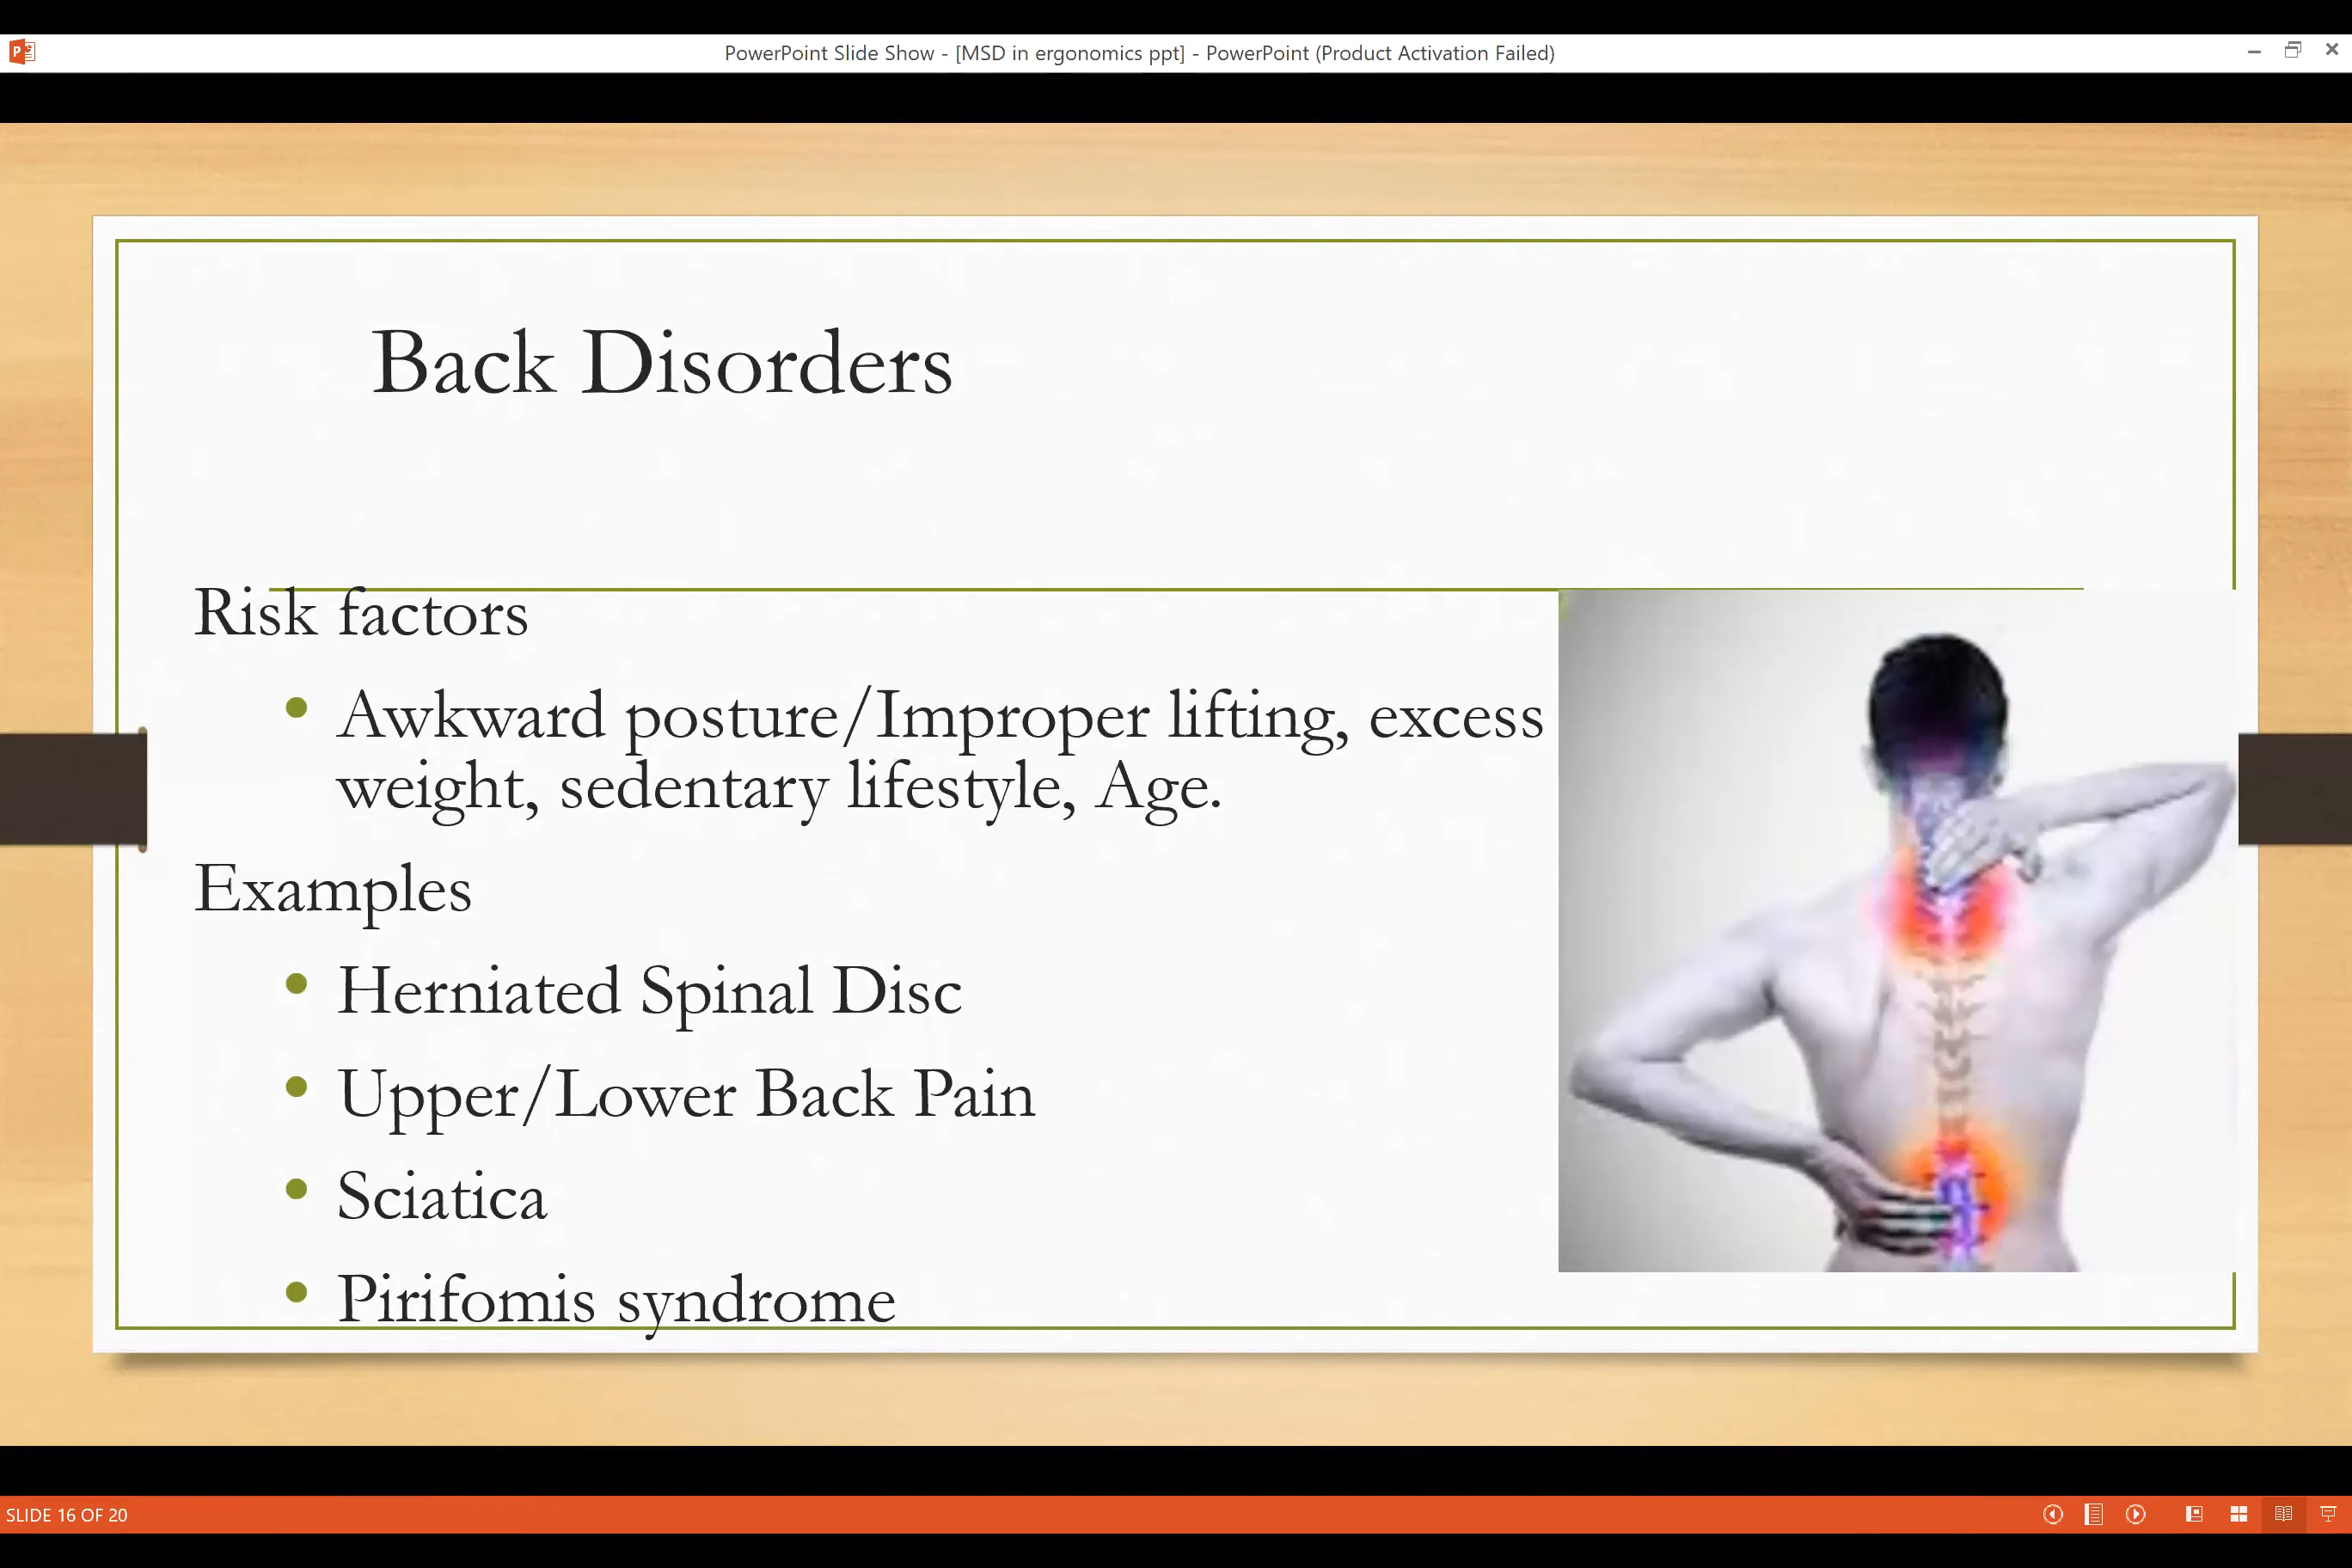 PowerPoint Slide Show - [MSD in ergonomics ppt] - PowerPoint (Product Activation Failed)
Back Disorders
Risk factors
• Awkward posture/Improper lifting, excess
weight, sedentary lifestyle, Age.
Examples
• Herniated Spinal Disc
• Upper/Lower Back Pain
• Sciatica
• Pirifomis syndrome
SLIDE 16 OF 20